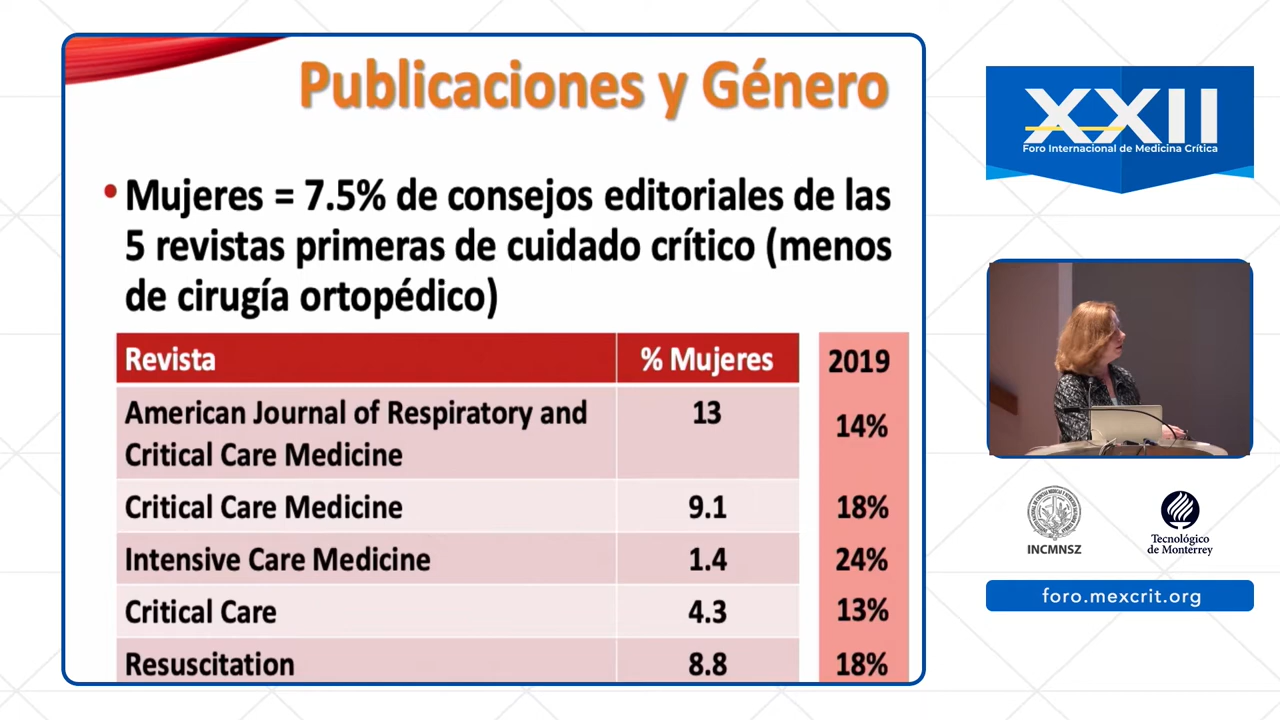 Publicaciones y Género
• Mujeres = 7.5% de consejos editoriales de las
5 revistas primeras de cuidado crítico (menos
de cirugía ortopédico)
Revista % Mujeres 2019
American Journal of Respiratory and
Critical Care Medicine 13 14%
Critical Care Medicine 9.1 18%
Intensive Care Medicine 1.4 24%
Critical Care 4.3 13%
Resuscitation 8.8 18%
XXII
Foro Internacional de Medicina Crítica
INCMNSZ
Tecnológico
de Monterrey
foro.mexcrit.org